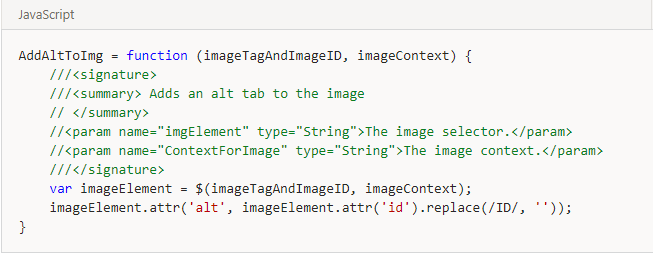 JavaScript
AddAltToImg = function (imageTagAndImageID, imageContext) {
    ///<signature>
    ///<summary> Adds an alt tab to the image
    // </summary>
    //<param name="imgElement" type="String">The image selector.</param>
    //<param name="ContextForImage" type="String">The image context.</param>
    ///</signature>
    var imageElement = $(imageTagAndImageID, imageContext);
    imageElement.attr('alt', imageElement.attr('id').replace(/ID/, ''));
}